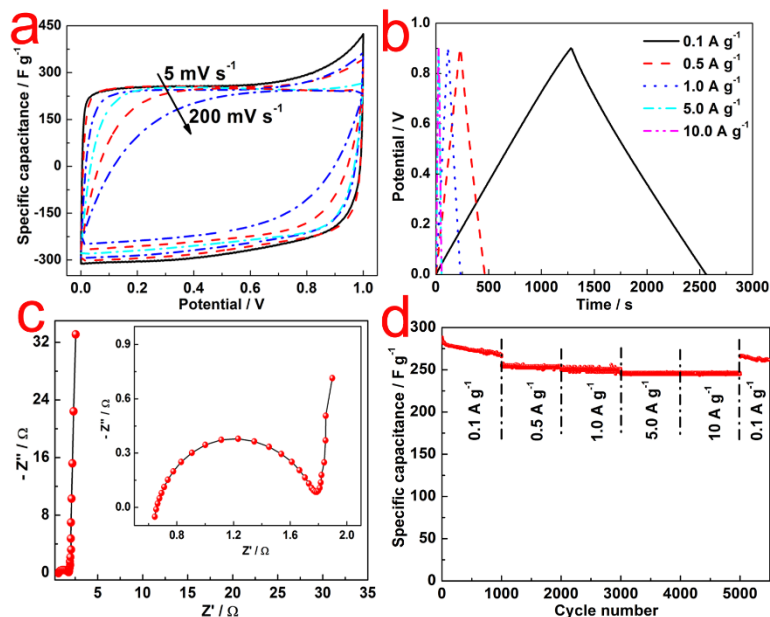 a
450
300
150
0
-150
-300
Specific capacitance / F g⁻¹
5 mV s⁻¹
200 mV s⁻¹
0.0 0.2 0.4 0.6 0.8 1.0
Potential / V
b
1.0
0.8
0.6
0.4
0.2
0.0
Potential / V
0.1 A g⁻¹
0.5 A g⁻¹
1.0 A g⁻¹
5.0 A g⁻¹
10.0 A g⁻¹
0 500 1000 1500 2000 2500 3000
Time / s
c
32
24
16
8
0
- Z'' / Ω
0.9
0.6
0.3
0.0
- Z'' / Ω
0.8 1.2 1.6 2.0
Z' / Ω
5 10 15 20 25 30 35
Z' / Ω
d
300
250
200
150
100
50
0
Specific capacitance / F g⁻¹
0.1 A g⁻¹
0.5 A g⁻¹
1.0 A g⁻¹
5.0 A g⁻¹
10 A g⁻¹
0.1 A g⁻¹
0 1000 2000 3000 4000 5000
Cycle number